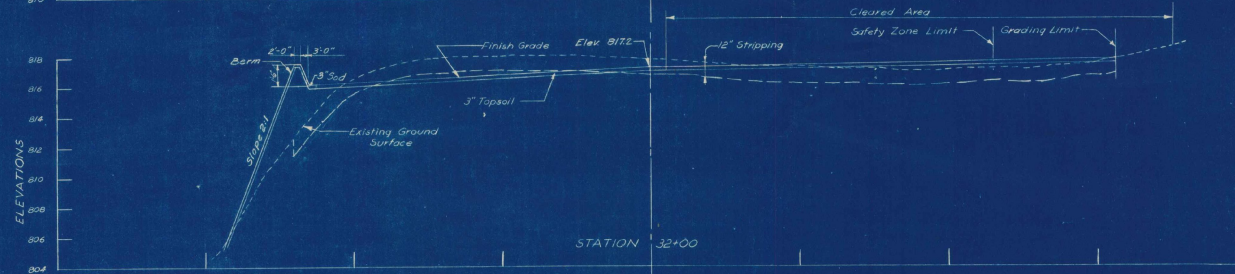 Cleared Area
Safety Zone Limit
Grading Limit
2'-0"
3'-0"
Finish Grade
Elev. 817.2
12" Stripping
Berm
3" Sod
3" Topsoil
Slope 2:1
Existing Ground
Surface
ELEVATIONS
818
816
814
812
810
808
806
804
STATION 32+00